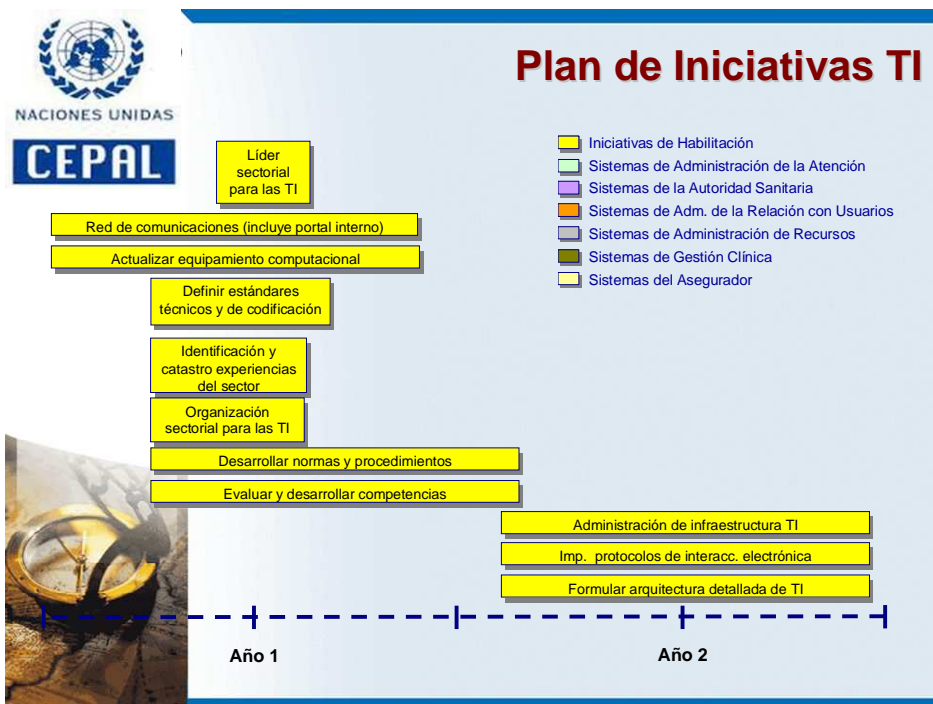 Plan de Iniciativas TI
NACIONES UNIDAS
CEPAL
Líder
sectorial
para las TI
Iniciativas de Habilitación
Sistemas de Administración de la Atención
Sistemas de la Autoridad Sanitaria
Sistemas de Adm. de la Relación con Usuarios
Sistemas de Administración de Recursos
Sistemas de Gestión Clínica
Sistemas del Asegurador
Red de comunicaciones (incluye portal interno)
Actualizar equipamiento computacional
Definir estándares
técnicos y de codificación
Identificación y
catastro experiencias
del sector
Organización
sectorial para las TI
Desarrollar normas y procedimientos
Evaluar y desarrollar competencias
Administración de infraestructura TI
Imp. protocolos de interacc. electrónica
Formular arquitectura detallada de TI
Año 1
Año 2